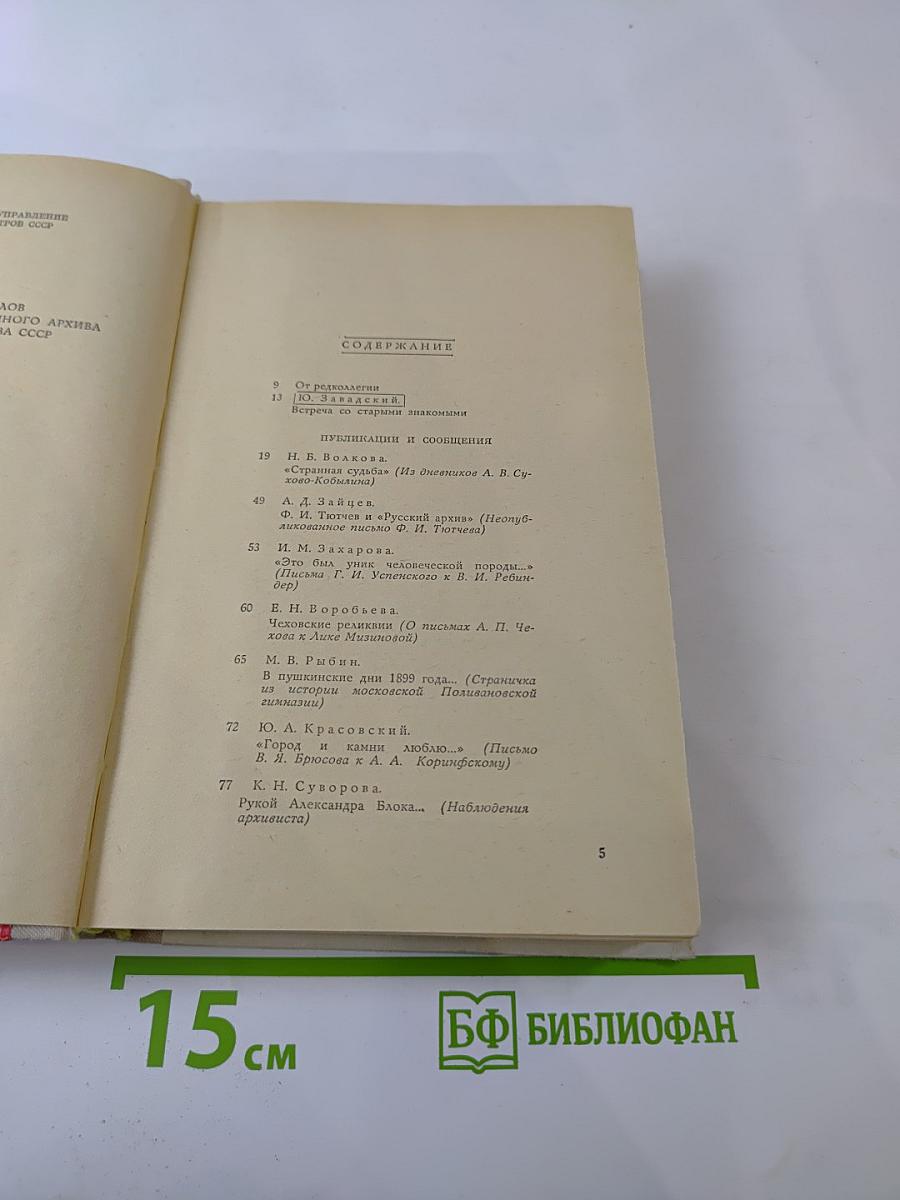 УПРАВЛЕНИЕ
СССР
АРХИВА
СССР
СОДЕРЖАНИЕ
9 От редколлегии
13 Ю. Завадский.
Встреча со старыми знакомыми
ПУБЛИКАЦИИ И СООБЩЕНИЯ
19 Н. Б. Волкова.
«Странная судьба» (Из дневников А. В. Су-
хово-Кобылина)
49 А. Д. Зайцев.
Ф. И. Тютчев и «Русский архив» (Неопуб-
ликованное письмо Ф. И. Тютчева)
53 И. М. Захарова.
«Это был уник человеческой породы...»
(Письма Г. И. Успенского к В. И. Ребин-
дер)
60 Е. Н. Воробьева.
Чеховские реликвии (О письмах А. П. Че-
хова к Лике Мизиновой)
65 М. В. Рыбин.
В пушкинские дни 1899 года... (Страничка
из истории московской Поливановской
гимназии)
72 Ю. А. Красовский.
«Город и камни люблю...» (Письмо
В. Я. Брюсова к А. А. Коринфскому)
77 К. Н. Суворова.
Рукой Александра Блока... (Наблюдения
архивиста)
5
15 см
БФ БИБЛИОФАН